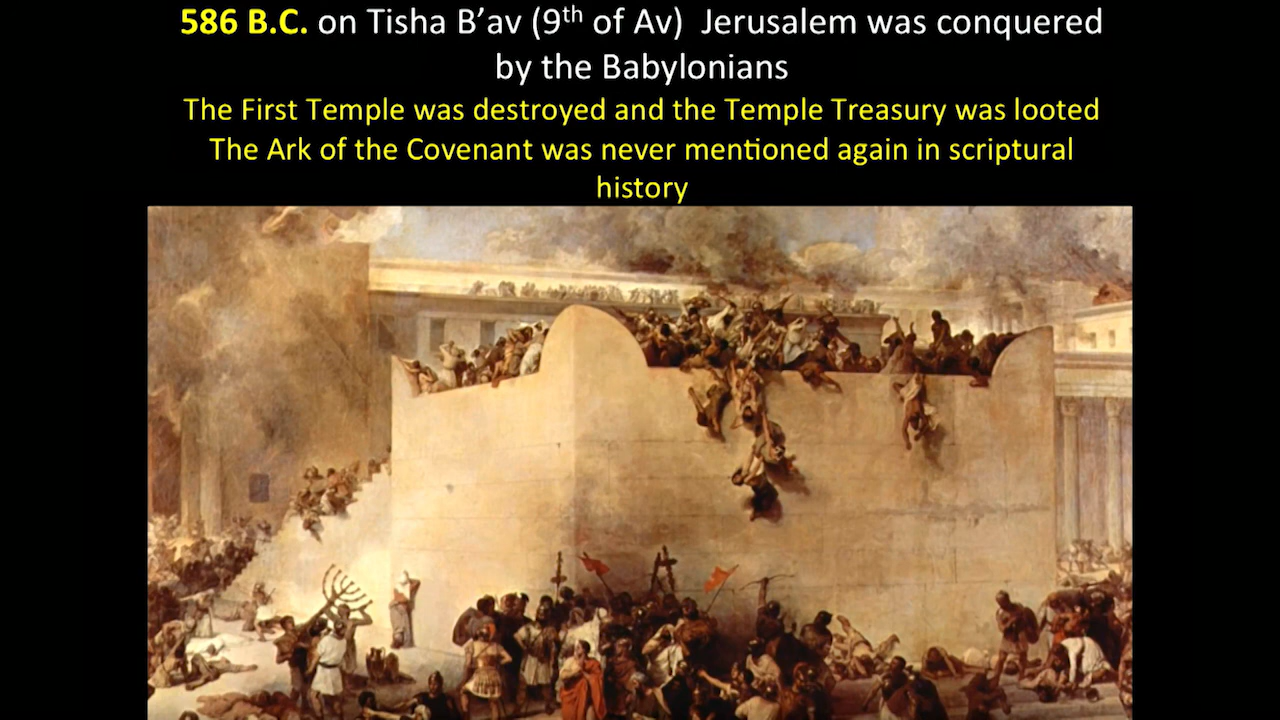 586 B.C. on Tisha B’av (9th of Av)  Jerusalem was conquered
by the Babylonians
The First Temple was destroyed and the Temple Treasury was looted
The Ark of the Covenant was never mentioned again in scriptural
history